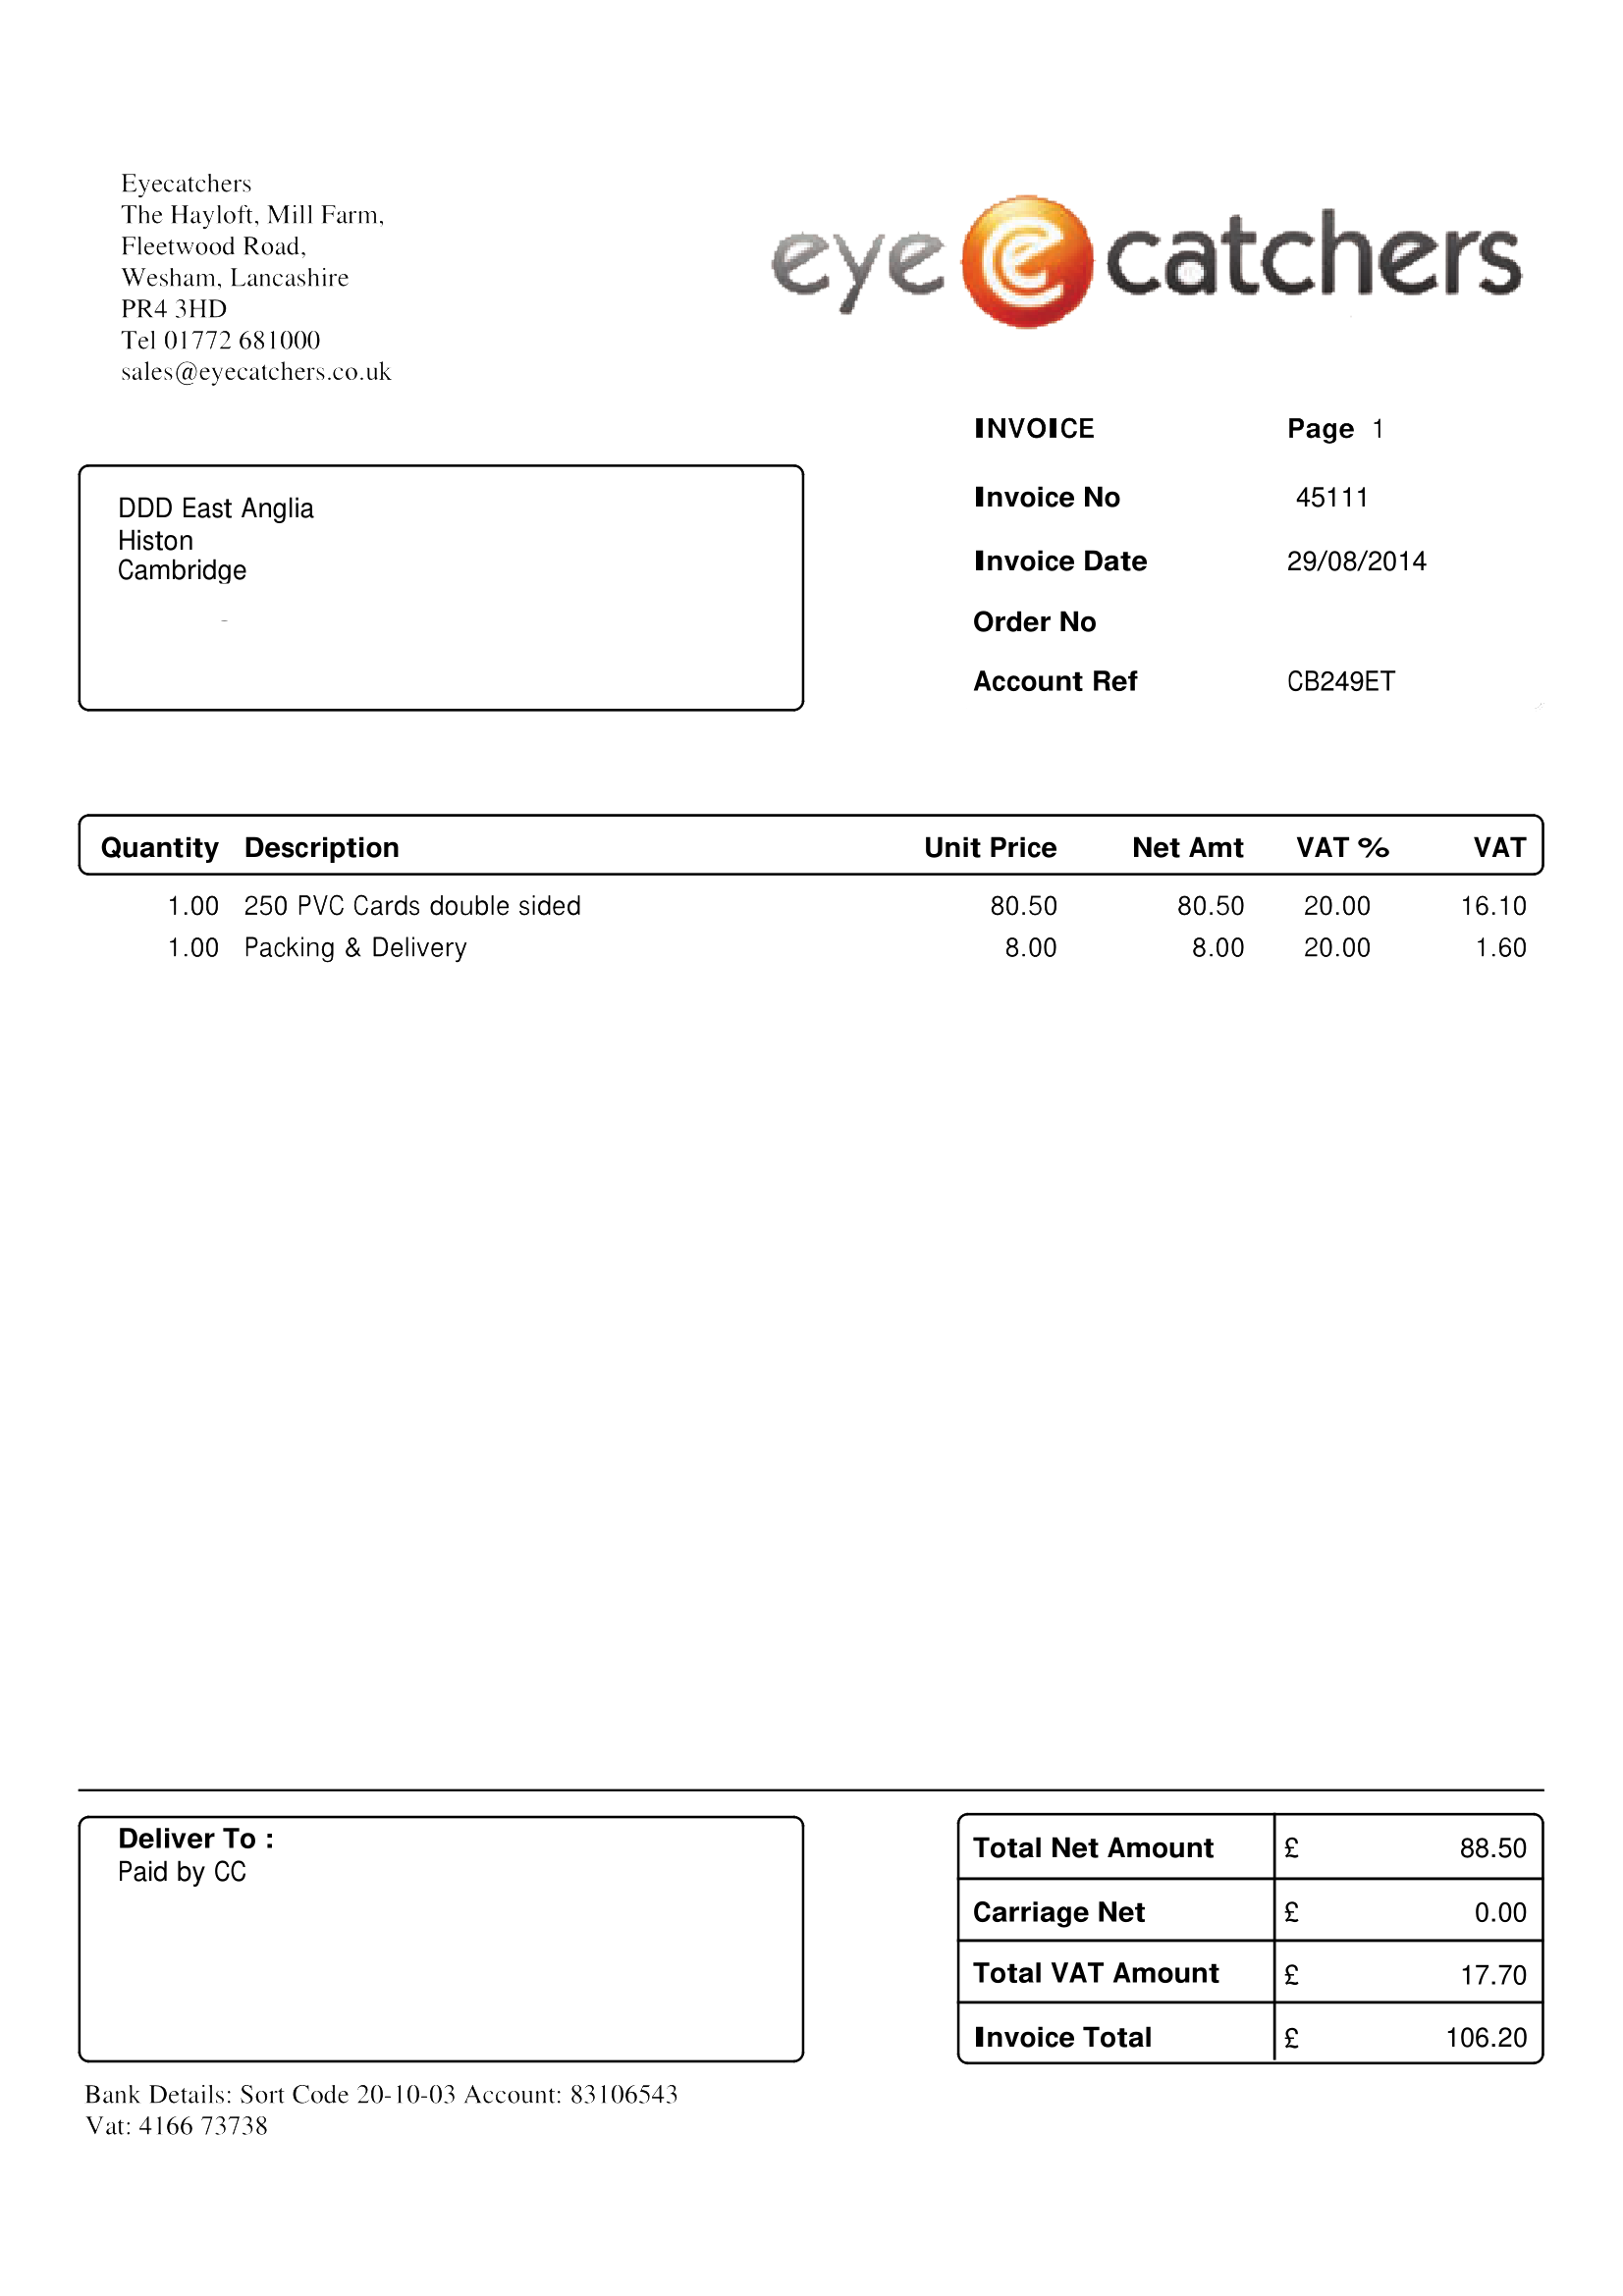 Eyecatchers
The Hayloft, Mill Farm,
Fleetwood Road,
Wesham, Lancashire
PR4 3HD
Tel 01772 681000
sales@eyecatchers.co.uk
eye e catchers
INVOICE Page 1
Invoice No 45111
Invoice Date 29/08/2014
Order No
Account Ref CB249ET
DDD East Anglia
Histon
Cambridge
Quantity Description Unit Price Net Amt VAT % VAT
1.00 250 PVC Cards double sided 80.50 80.50 20.00 16.10
1.00 Packing & Delivery 8.00 8.00 20.00 1.60
Deliver To :
Paid by CC
Total Net Amount £ 88.50
Carriage Net £ 0.00
Total VAT Amount £ 17.70
Invoice Total £ 106.20
Bank Details: Sort Code 20-10-03 Account: 83106543
Vat: 4166 73738